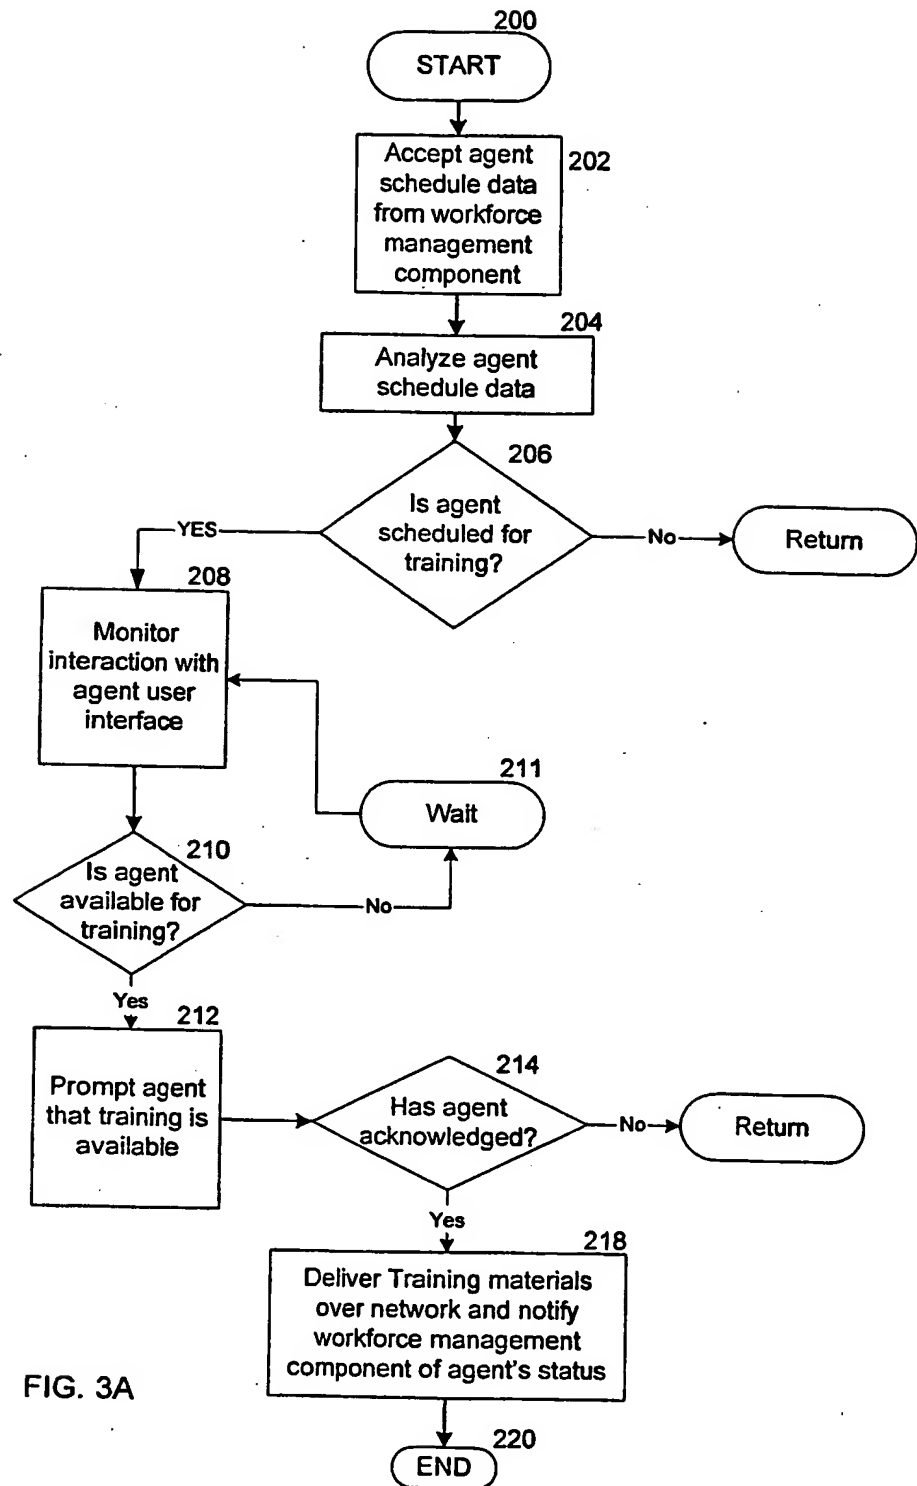 200
START
Accept agent
schedule data
from workforce
management
component
202
204
Analyze agent
schedule data
206
Is agent
scheduled for
training?
YES
No
Return
208
Monitor
interaction with
agent user
interface
211
Wait
210
Is agent
available for
training?
No
Yes
212
Prompt agent
that training is
available
214
Has agent
acknowledged?
No
Return
Yes
218
Deliver Training materials
over network and notify
workforce management
component of agent's status
FIG. 3A
220
END